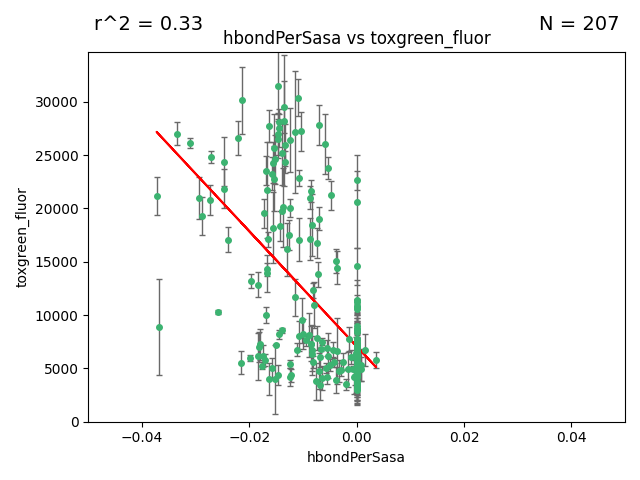 r^2 = 0.33
N = 207
hbondPerSasa vs toxgreen_fluor
toxgreen_fluor
30000
25000
20000
15000
10000
5000
0
−0.04
−0.02
0.00
0.02
0.04
hbondPerSasa